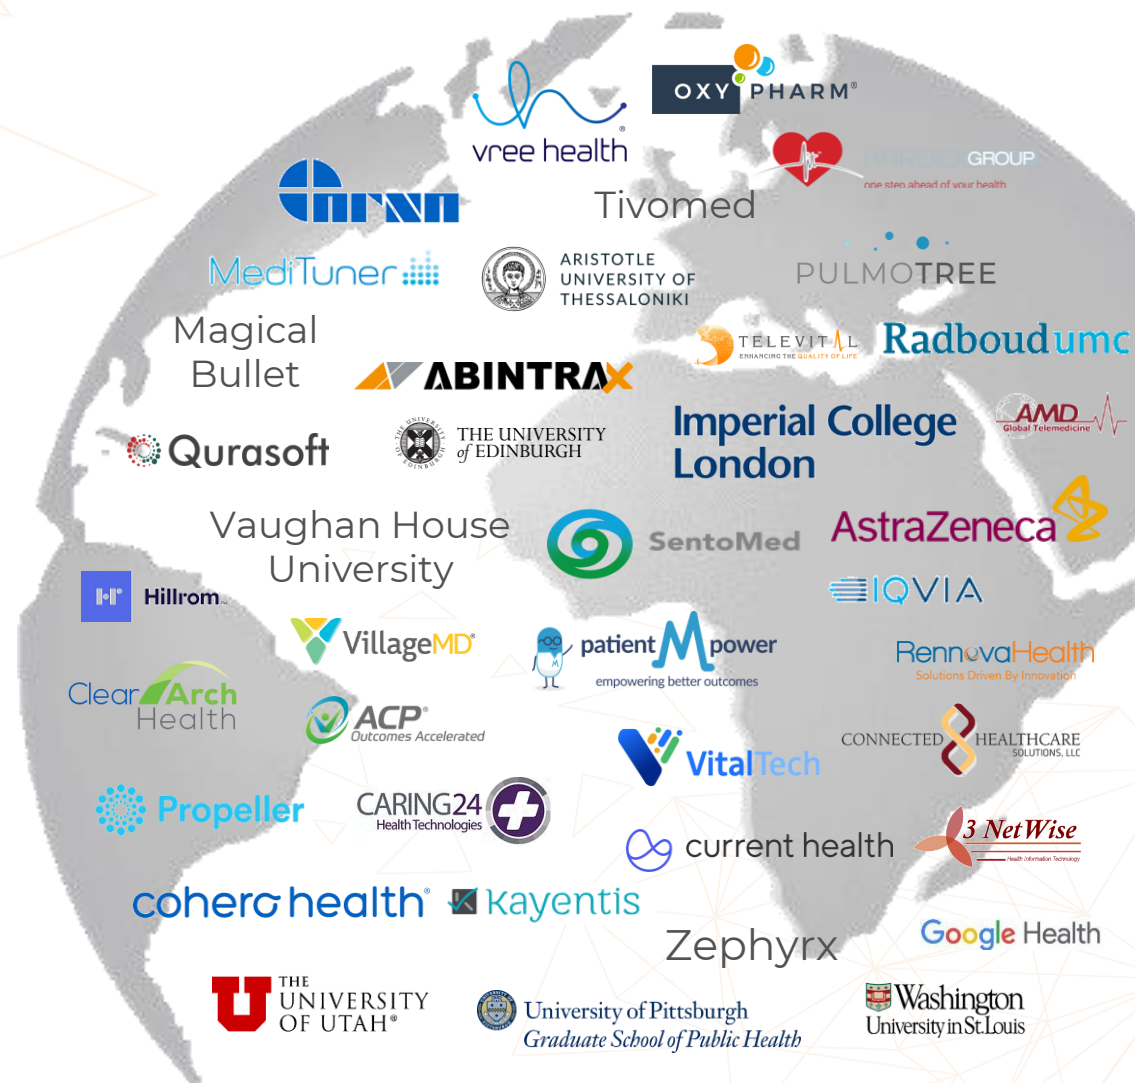 vree health®
OXY PHARM®
GROUP
one step ahead of your health
Tivomed
MediTuner
ARISTOTLE
UNIVERSITY OF
THESSALONIKI
PULMOTREE
Magical
Bullet
TELEVITAL
ENHANCING THE QUALITY OF LIFE
Radboudumc
ABINTRAX
Qurasoft
THE UNIVERSITY
of EDINBURGH
Imperial College
London
AMD
Global Telemedicine
Vaughan House
University
SentoMed
AstraZeneca
H
Hillrom
IQVIA
VillageMD®
patient M power
empowering better outcomes
RennovaHealth
Solutions Driven By Innovation
ClearArch
Health
ACP®
Outcomes Accelerated
VitalTech
CONNECTED HEALTHCARE
SOLUTIONS, LLC
Propeller
CARING24
Health Technologies
current health
3 NetWise
Health Information Technology
cohero health®
Kayentis
Zephyrx
Google Health
U
THE
UNIVERSITY
OF UTAH®
University of Pittsburgh
Graduate School of Public Health
Washington
University in St. Louis